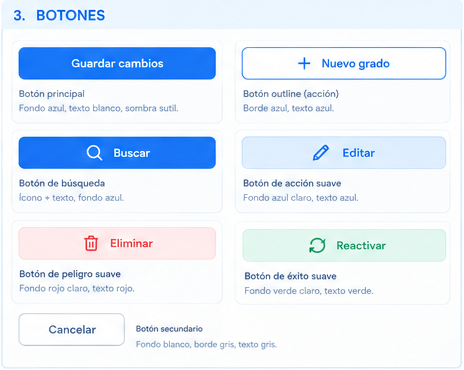 3. BOTONES
Guardar cambios
Botón principal
Fondo azul, texto blanco, sombra sutil.
Nuevo grado
Botón outline (acción)
Borde azul, texto azul.
Buscar
Botón de búsqueda
Ícono + texto, fondo azul.
Editar
Botón de acción suave
Fondo azul claro, texto azul.
Eliminar
Botón de peligro suave
Fondo rojo claro, texto rojo.
Reactivar
Botón de éxito suave
Fondo verde claro, texto verde.
Cancelar
Botón secundario
Fondo blanco, borde gris, texto gris.